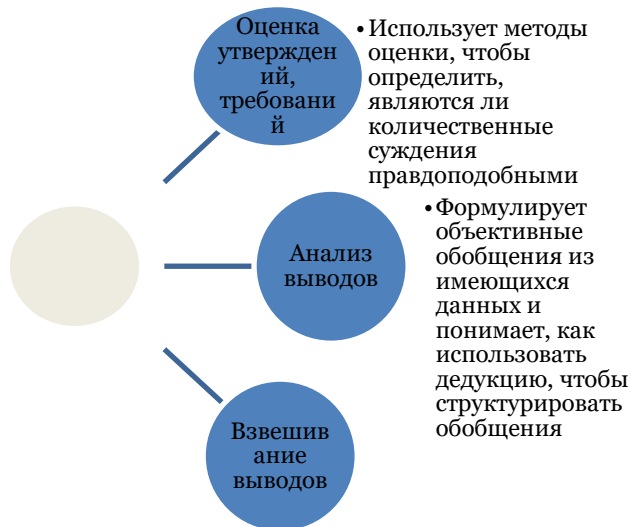 Оценка
утвержден
ий,
требовани
й
•Использует методы
оценки, чтобы
определить,
являются ли
количественные
суждения
правдоподобными
Анализ
выводов
•Формулирует
объективные
обобщения из
имеющихся
данных и
понимает, как
использовать
дедукцию, чтобы
структурировать
обобщения
Взвешив
ание
выводов